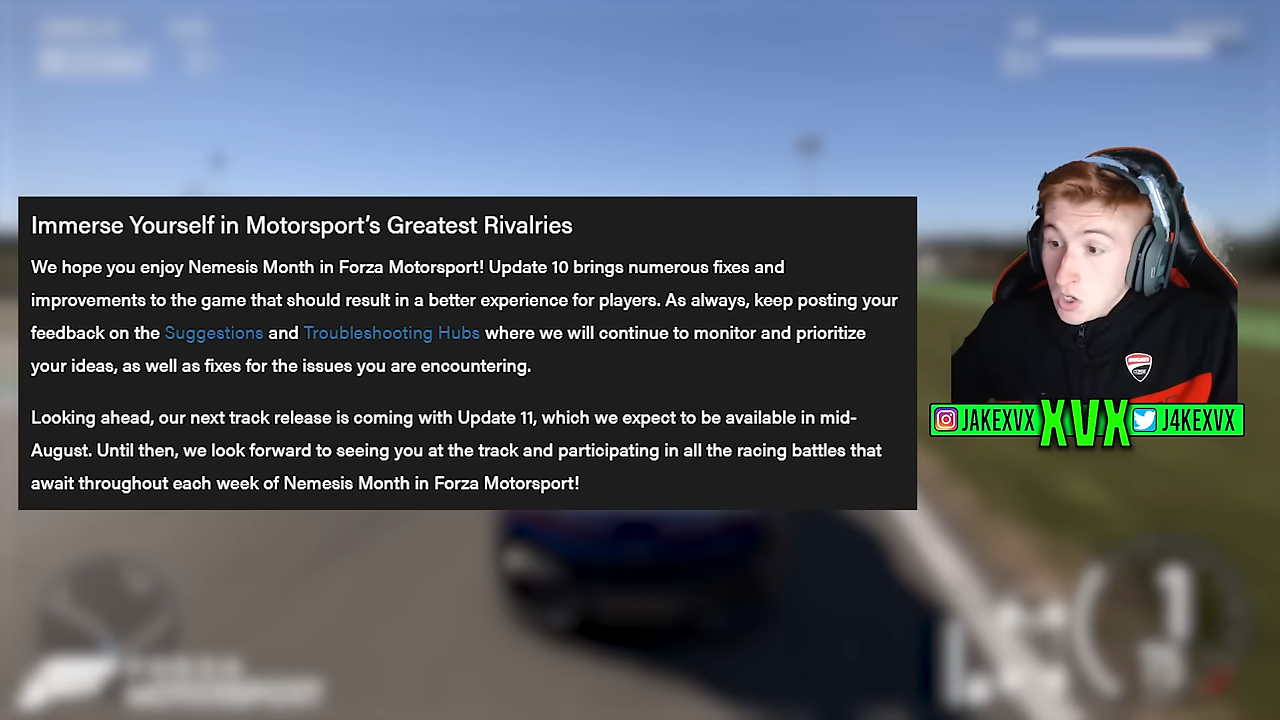 Immerse Yourself in Motorsport's Greatest Rivalries
We hope you enjoy Nemesis Month in Forza Motorsport! Update 10 brings numerous fixes and
improvements to the game that should result in a better experience for players. As always, keep posting your
feedback on the Suggestions and Troubleshooting Hubs where we will continue to monitor and prioritize
your ideas, as well as fixes for the issues you are encountering.
Looking ahead, our next track release is coming with Update 11, which we expect to be available in mid-
August. Until then, we look forward to seeing you at the track and participating in all the racing battles that
await throughout each week of Nemesis Month in Forza Motorsport!
DUCATI
JAKEXVX XVX J4KEXVX